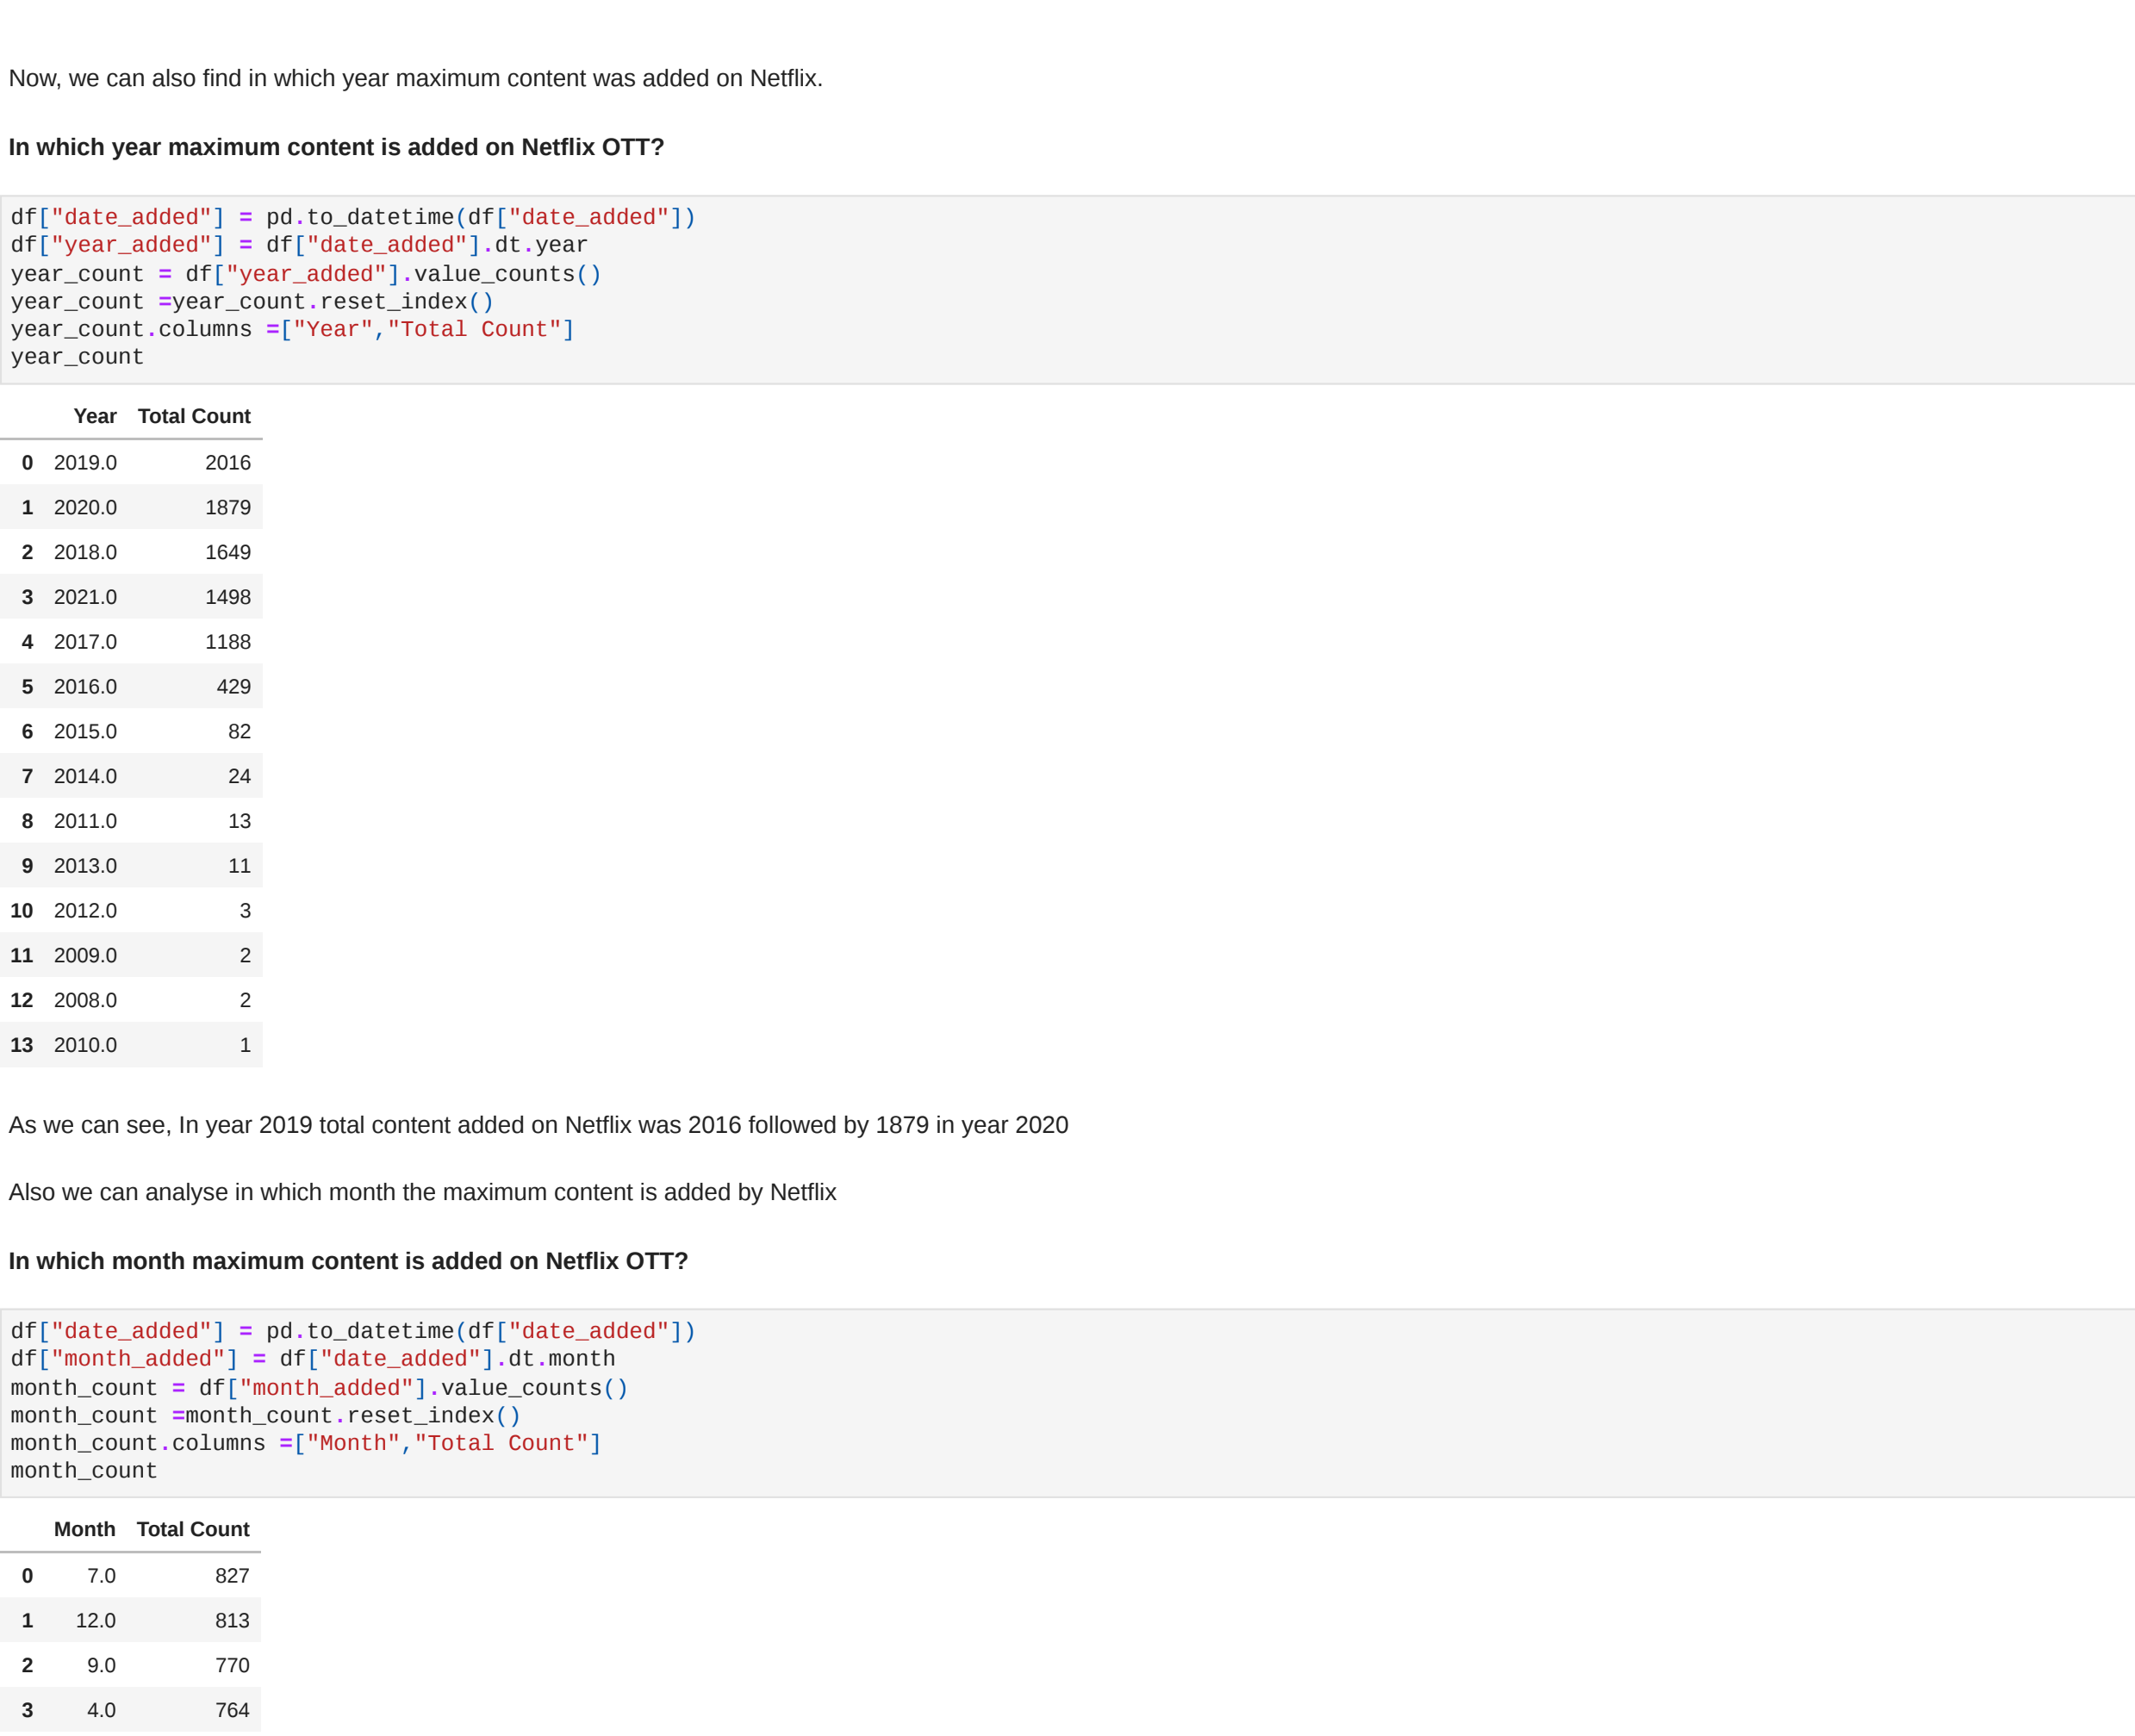 Now, we can also find in which year maximum content was added on Netflix.
In which year maximum content is added on Netflix OTT?
df["date_added"] = pd.to_datetime(df["date_added"])
df["year_added"] = df["date_added"].dt.year
year_count = df["year_added"].value_counts()
year_count =year_count.reset_index()
year_count.columns =["Year","Total Count"]
year_count
Year Total Count
0 2019.0 2016
1 2020.0 1879
2 2018.0 1649
3 2021.0 1498
4 2017.0 1188
5 2016.0 429
6 2015.0 82
7 2014.0 24
8 2011.0 13
9 2013.0 11
10 2012.0 3
11 2009.0 2
12 2008.0 2
13 2010.0 1
As we can see, In year 2019 total content added on Netflix was 2016 followed by 1879 in year 2020
Also we can analyse in which month the maximum content is added by Netflix
In which month maximum content is added on Netflix OTT?
df["date_added"] = pd.to_datetime(df["date_added"])
df["month_added"] = df["date_added"].dt.month
month_count = df["month_added"].value_counts()
month_count =month_count.reset_index()
month_count.columns =["Month","Total Count"]
month_count
Month Total Count
0 7.0 827
1 12.0 813
2 9.0 770
3 4.0 764